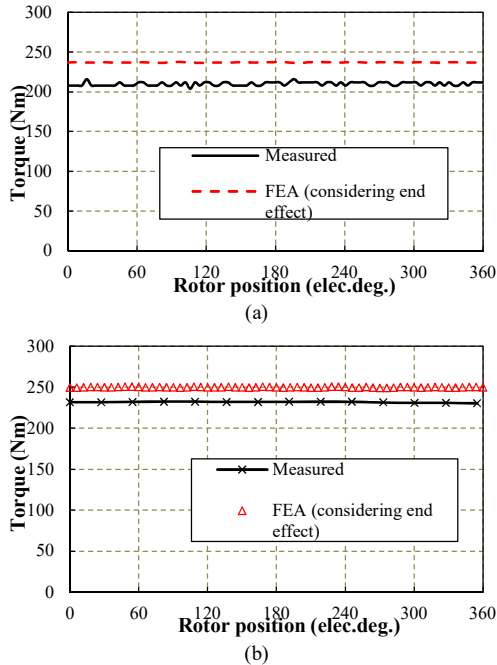 (a)
300
250
200
150
100
50
0
Torque (Nm)
Measured
FEA (considering end
effect)
0 60 120 180 240 300 360
Rotor position (elec.deg.)
(a)
300
250
200
150
100
50
0
Torque (Nm)
Measured
FEA (considering end
effect)
0 60 120 180 240 300 360
Rotor position (elec.deg.)
(b)